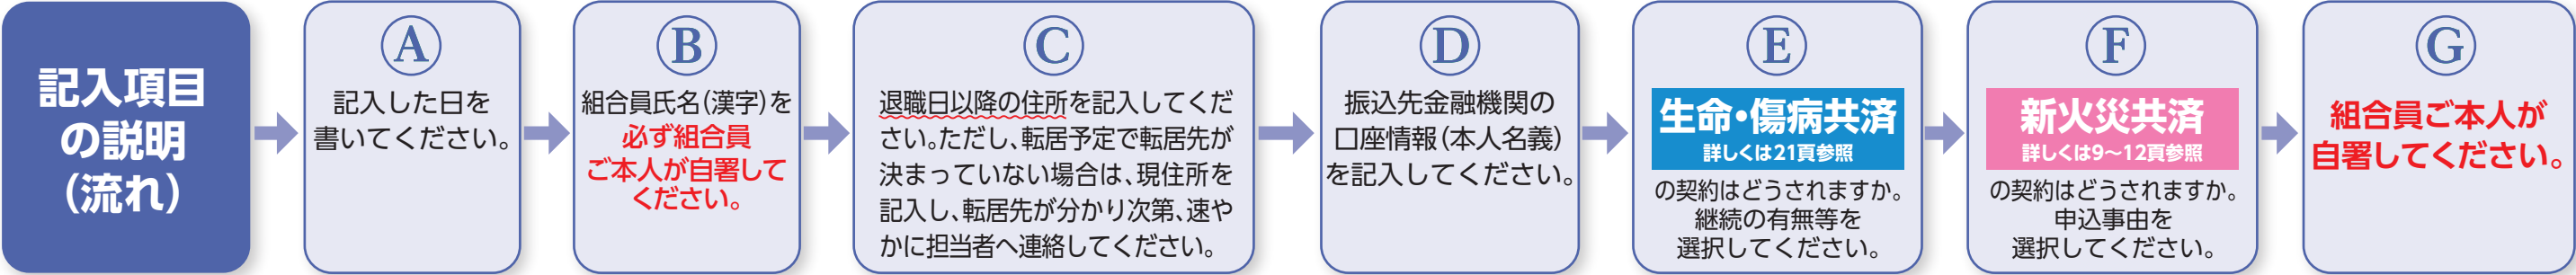 記入項目
の説明
（流れ）
Ⓐ
記入した日を
書いてください。
Ⓑ
組合員氏名（漢字）を
必ず組合員
ご本人が自署して
ください。
Ⓒ
退職日以降の住所を記入してくだ
さい。ただし、転居予定で転居先が
決まっていない場合は、現住所を
記入し、転居先が分かり次第、速や
かに担当者へ連絡してください。
Ⓓ
振込先金融機関の
口座情報（本人名義）
を記入してください。
Ⓔ
生命・傷病共済
詳しくは21頁参照
の契約はどうされますか。
継続の有無等を
選択してください。
Ⓕ
新火災共済
詳しくは9～12頁参照
の契約はどうされますか。
申込事由を
選択してください。
Ⓖ
組合員ご本人が
自署してください。